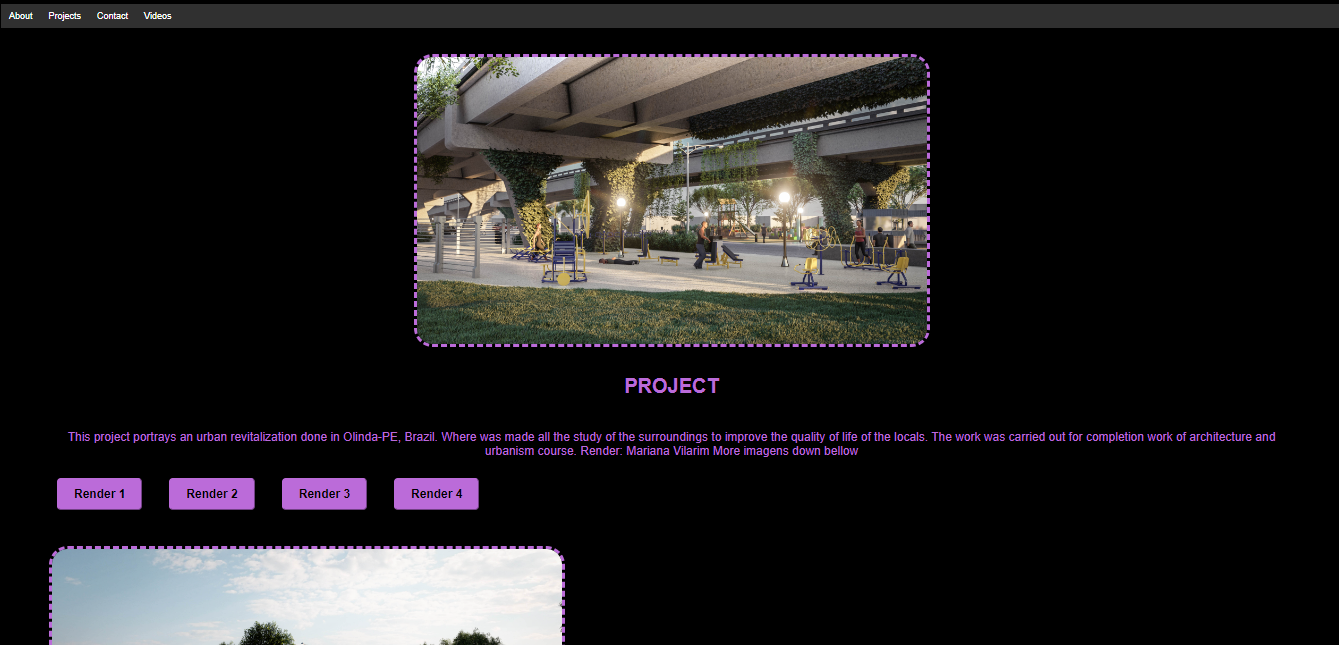 About Projects Contact Videos
PROJECT
This project portrays an urban revitalization done in Olinda-PE, Brazil. Where was made all the study of the surroundings to improve the quality of life of the locals. The work was carried out for completion work of architecture and
urbanism course. Render: Mariana Vilarim More imagens down bellow
Render 1 Render 2 Render 3 Render 4